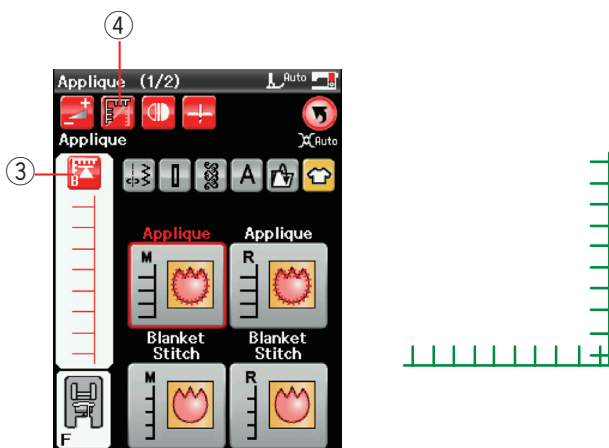 ④
Applique (1/2) Auto
Applique Auto
③
B
A
Applique Applique
M R
Blanket Stitch Blanket Stitch
M R
F